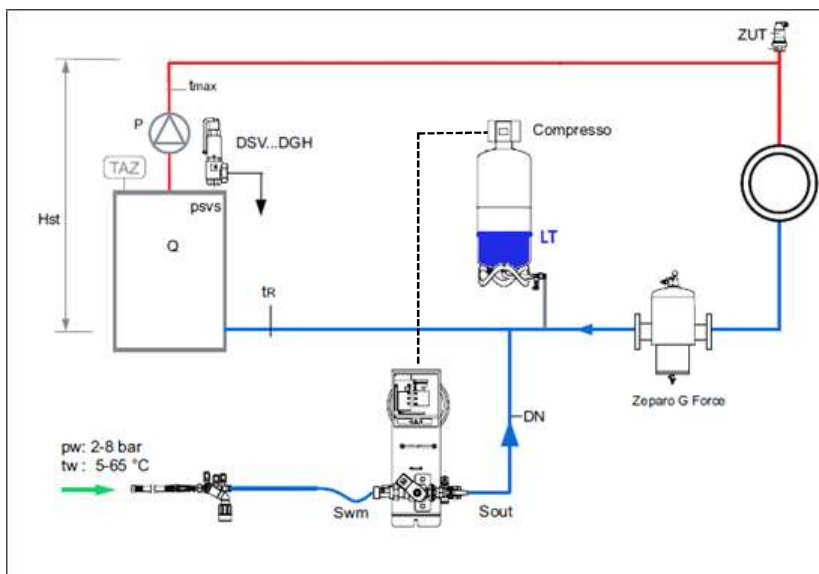 ZUT
tmax
P
DSV...DGH
Compresso
TAZ
psvs
Hst
Q
LT
tR
Zeparo G Force
DN
pw: 2-8 bar
tw : 5-65 °C
Swm
Sout